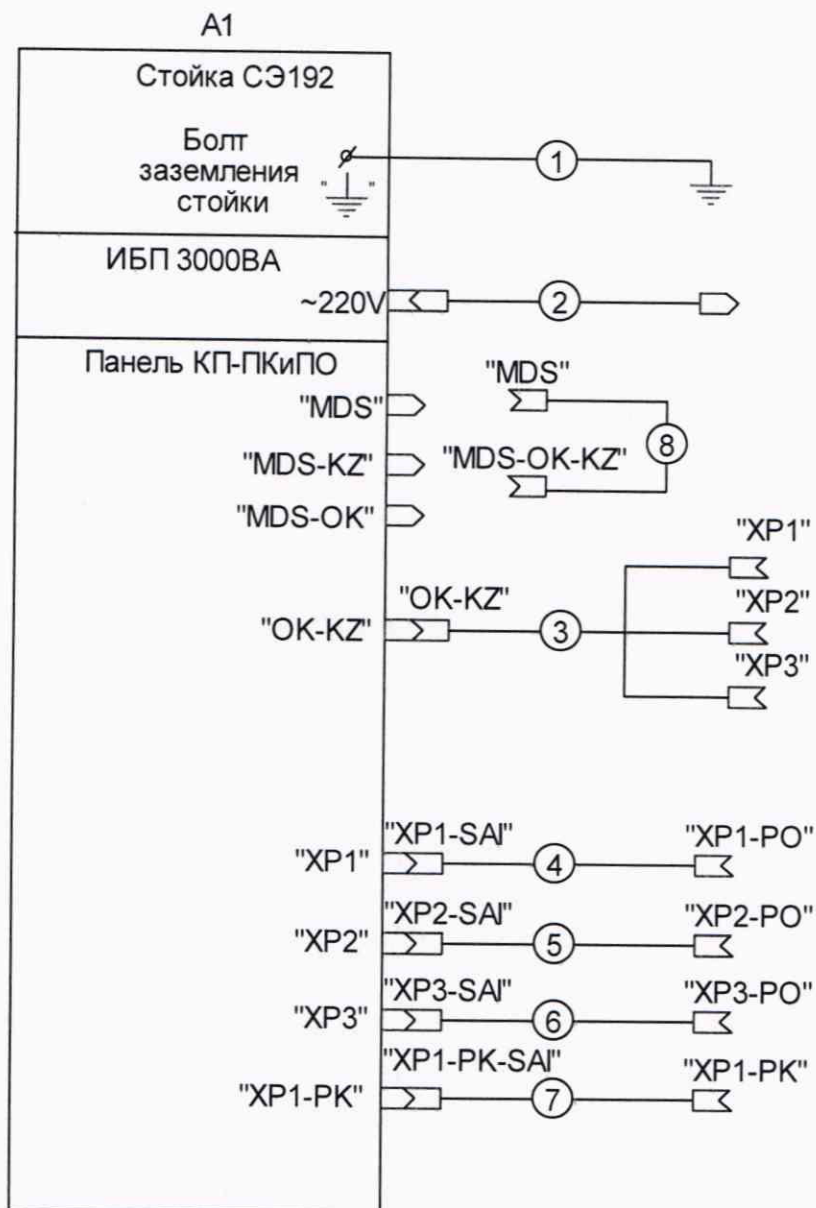 A1
Стойка СЭ192
Болт
заземления
стойки
" "
1
ИБП 3000ВА
~220V
2
Панель КП-ПКиПО
"MDS"
"MDS"
8
"MDS-KZ"
"MDS-OK-KZ"
"MDS-OK"
"XP1"
"OK-KZ"
"OK-KZ"
3
"XP2"
"XP3"
"XP1"
"XP1-SAI"
4
"XP1-PO"
"XP2"
"XP2-SAI"
5
"XP2-PO"
"XP3"
"XP3-SAI"
6
"XP3-PO"
"XP1-PK"
"XP1-PK-SAI"
7
"XP1-PK"